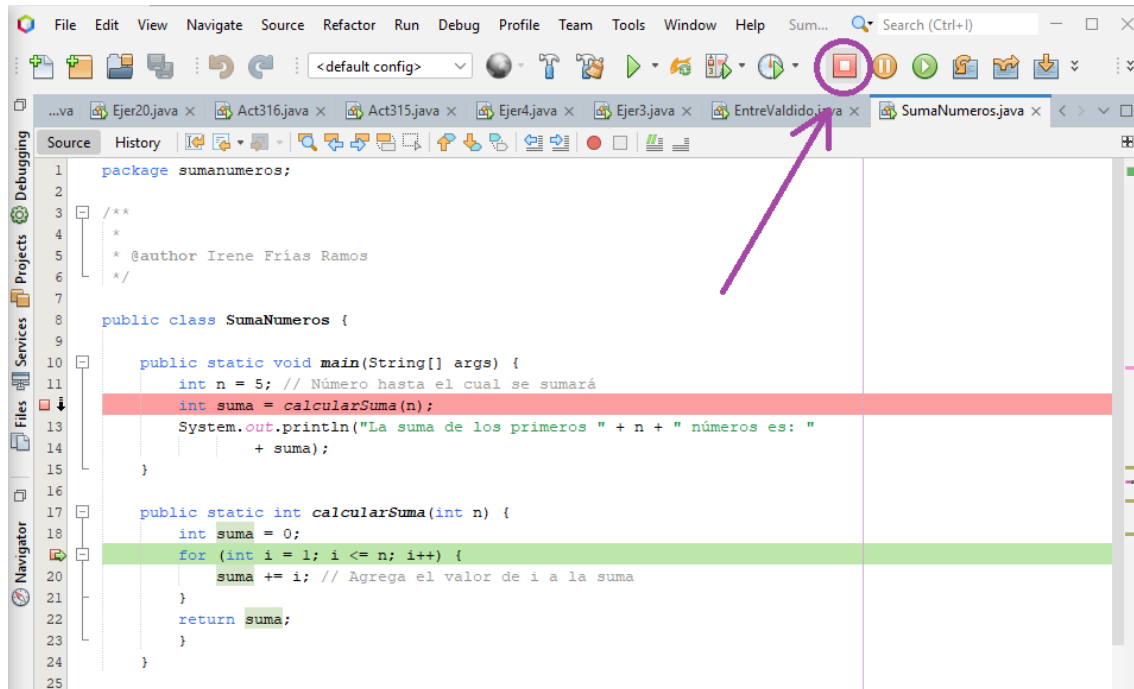 File Edit View Navigate Source Refactor Run Debug Profile Team Tools Window Help Sum... Search (Ctrl+I)
<default config>
...va Ejer20.java Act316.java Act315.java Ejer4.java Ejer3.java EntreValdido.java SumaNumeros.java
Source History
Debugging
Projects
Services
Files
Navigator
1 package sumanumeros;
2
3 /**
4 *
5 * @author Irene Frías Ramos
6 */
7
8 public class SumaNumeros {
9
10 public static void main(String[] args) {
11 int n = 5; // Número hasta el cual se sumará
int suma = calcularSuma(n);
13 System.out.println("La suma de los primeros " + n + " números es: "
14 + suma);
15 }
16
17 public static int calcularSuma(int n) {
18 int suma = 0;
for (int i = 1; i <= n; i++) {
20 suma += i; // Agrega el valor de i a la suma
21 }
22 return suma;
23 }
24 }
25